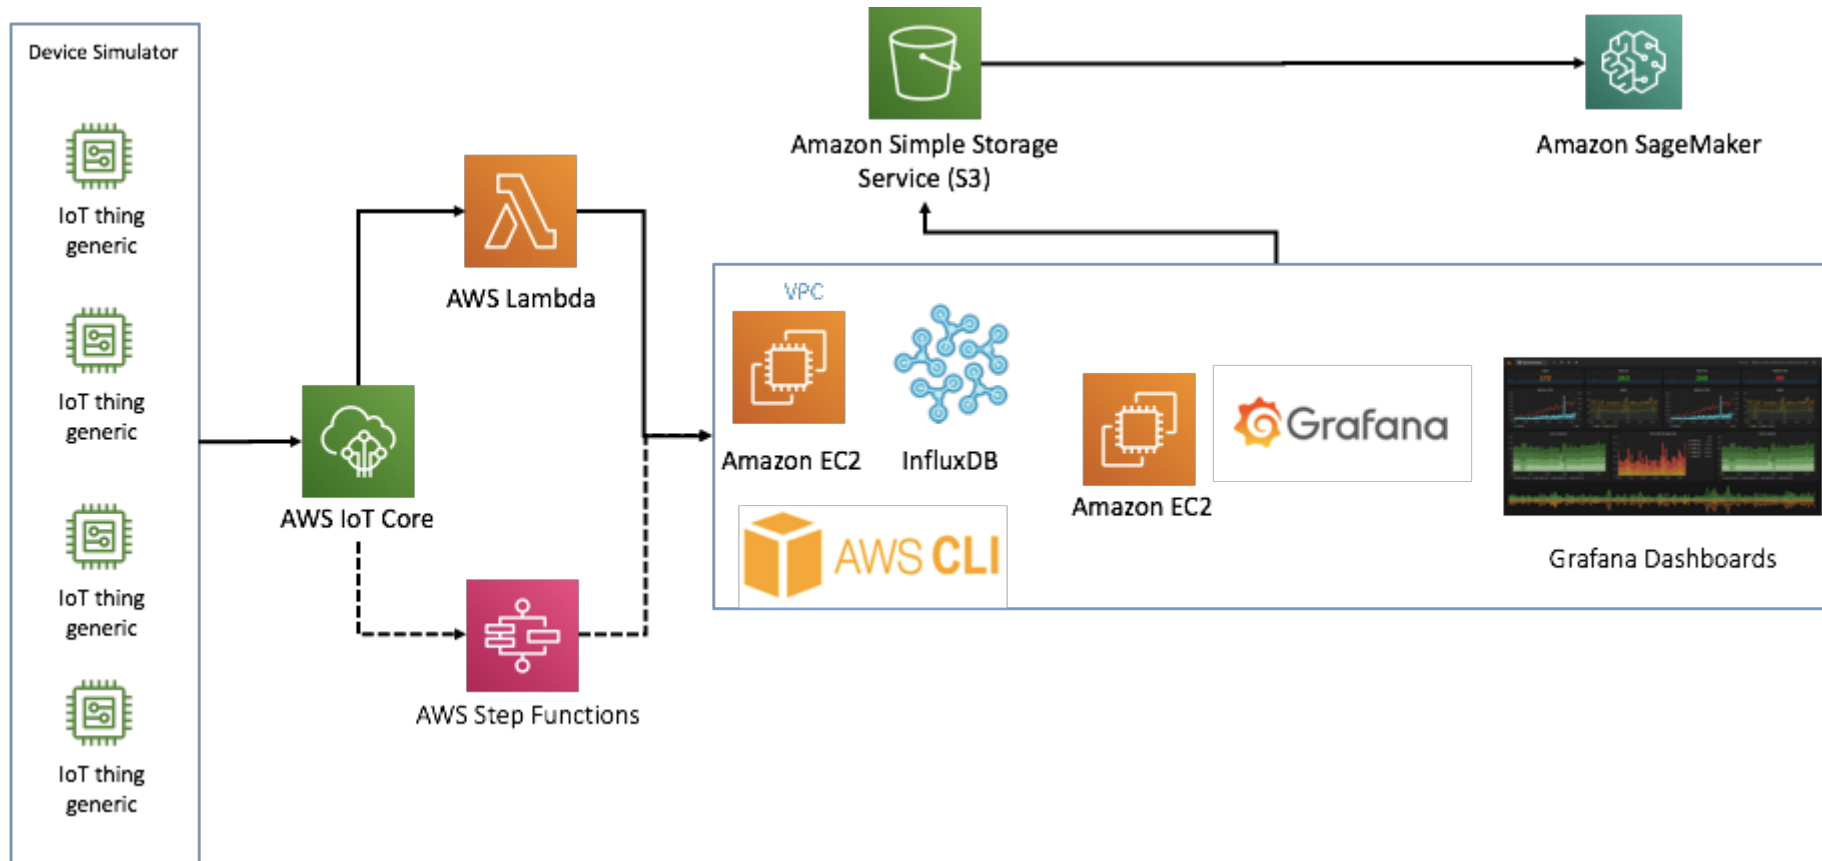 Device Simulator
IoT thing
generic
IoT thing
generic
IoT thing
generic
IoT thing
generic
AWS IoT Core
AWS Lambda
AWS Step Functions
Amazon Simple Storage
Service (S3)
Amazon SageMaker
VPC
Amazon EC2
InfluxDB
AWS CLI
Amazon EC2
Grafana
Grafana Dashboards